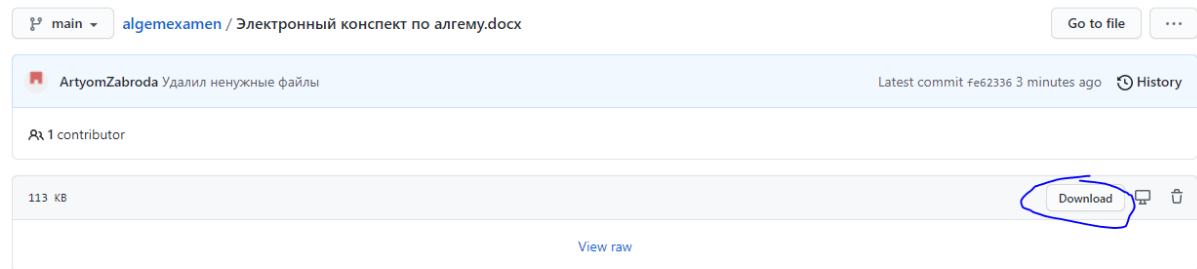 main algemexamen / Электронный конспект по алгему.docx Go to file ...
ArtyomZabroda Удалил ненужные файлы Latest commit fe62336 3 minutes ago History
1 contributor
113 KB Download
View raw